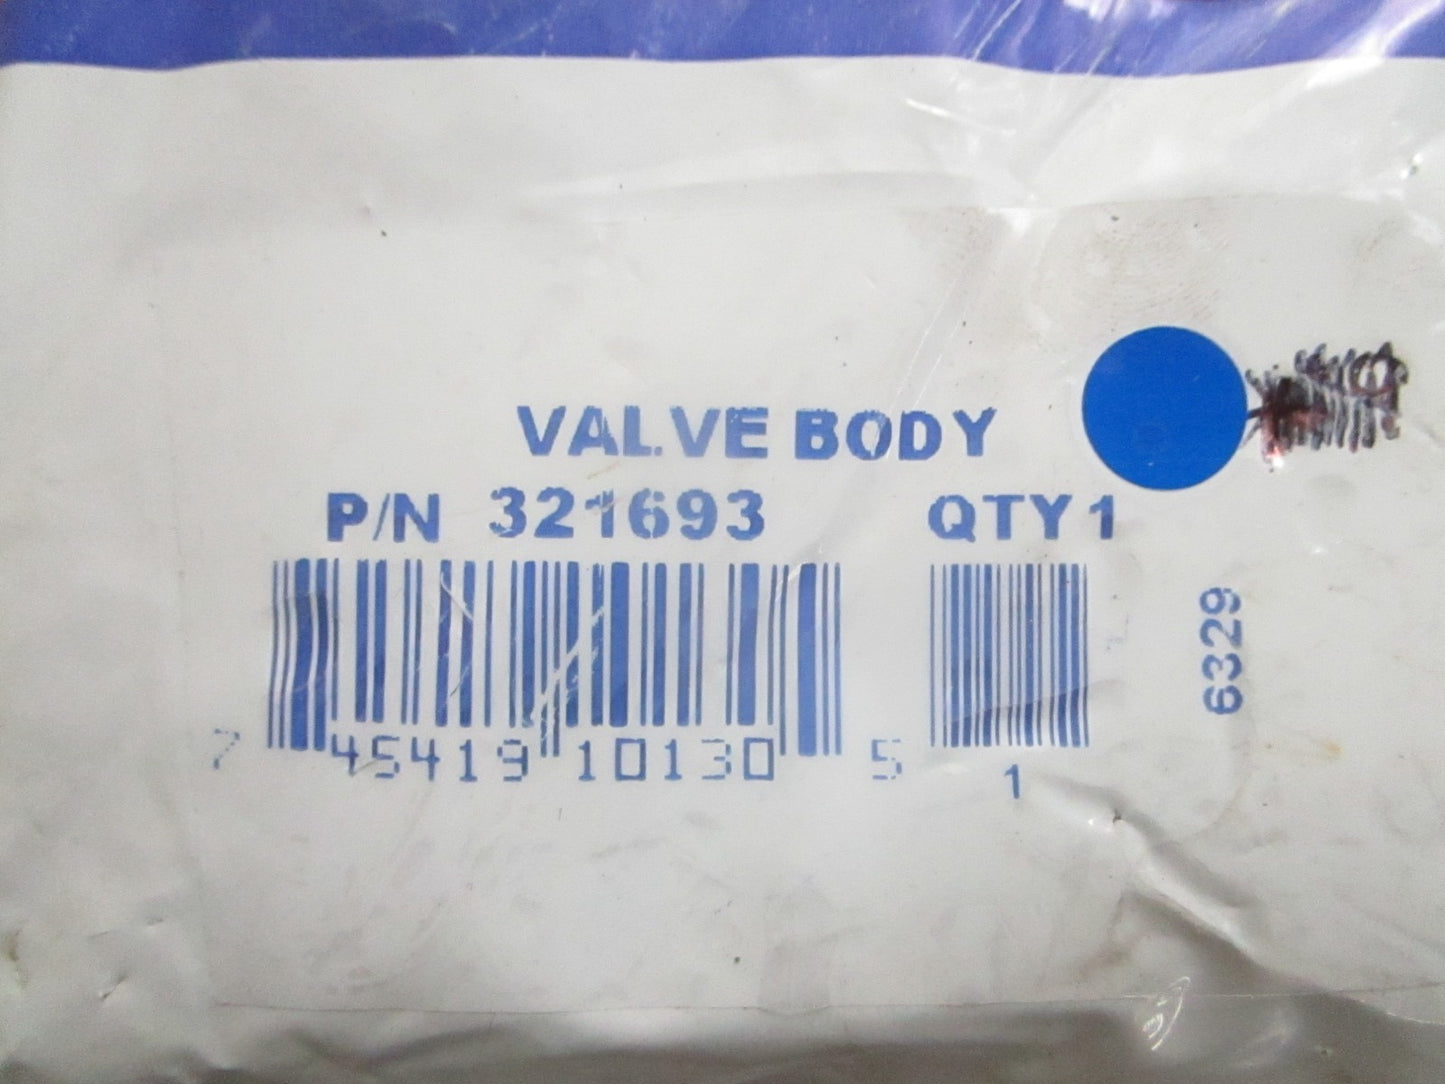 VALVE BODY
P/N 321693 QTY 1
7 45419 10130 5
1
6329